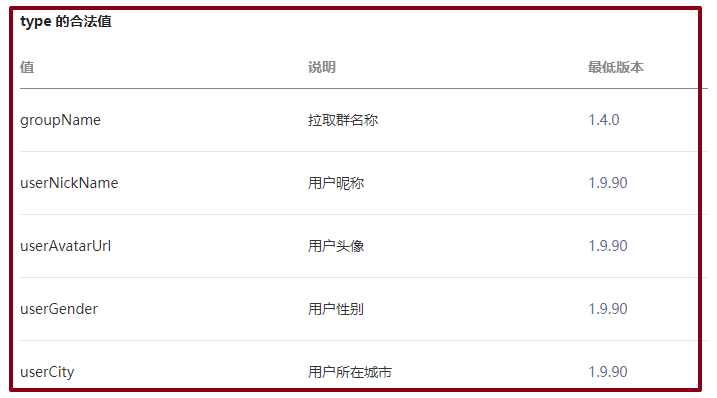 type 的合法值
值 说明 最低版本
groupName 拉取群名称 1.4.0
userNickName 用户昵称 1.9.90
userAvatarUrl 用户头像 1.9.90
userGender 用户性别 1.9.90
userCity 用户所在城市 1.9.90